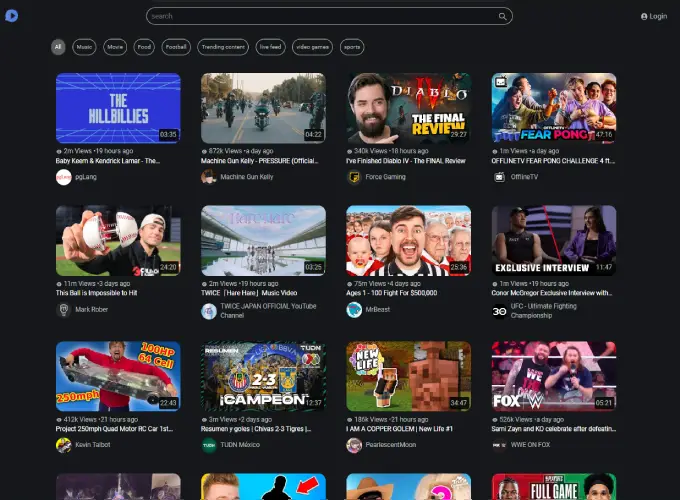 search
Login
All
Music
Movie
Food
Football
Trending content
live feed
video games
sports
THE
HILLBILLIES
03:35
04:22
DIABLO
IV
THE FINAL
REVIEW
29:27
OFFLINETV
FEAR PONG
47:16
2m Views •19 hours ago
672k Views •a day ago
340k Views •18 hours ago
1m Views •a day ago
Baby Keem & Kendrick Lamar - The...
Machine Gun Kelly - PRESSURE (Official...
I've Finished Diablo IV - The FINAL Review
OFFLINETV FEAR PONG CHALLENGE 4 ft...
pgLang
Machine Gun Kelly
Force Gaming
OfflineTV
24:20
Hare Hare
03:25
25:36
EXCLUSIVE INTERVIEW
11:47
11m Views •3 days ago
2m Views •19 hours ago
75m Views •4 days ago
1m Views •19 hours ago
This Ball is Impossible to Hit
TWICE「Hare Hare」Music Video
Ages 1 - 100 Fight For $500,000
Conor McGregor Exclusive Interview with...
Mark Rober
TWICE JAPAN OFFICIAL YouTube
Channel
MrBeast
UFC - Ultimate Fighting
Championship
100HP
64 Cell
250mph
22:43
RESUMEN
BBVA
TUDN
2-3
¡CAMPEÓN
12:37
NEW
LIFE
34:47
FOX
05:21
412k Views •21 hours ago
3m Views •2 days ago
186k Views •21 hours ago
526k Views •a day ago
Project 250mph Quad Motor RC Car 1st...
Resumen y goles | Chivas 2-3 Tigres |...
I AM A COPPER GOLEM | New Life #1
Sami Zayn and KO celebrate after defeatin...
Kevin Talbot
TUDN México
PearlescentMoon
WWE ON FOX
FULL GAME